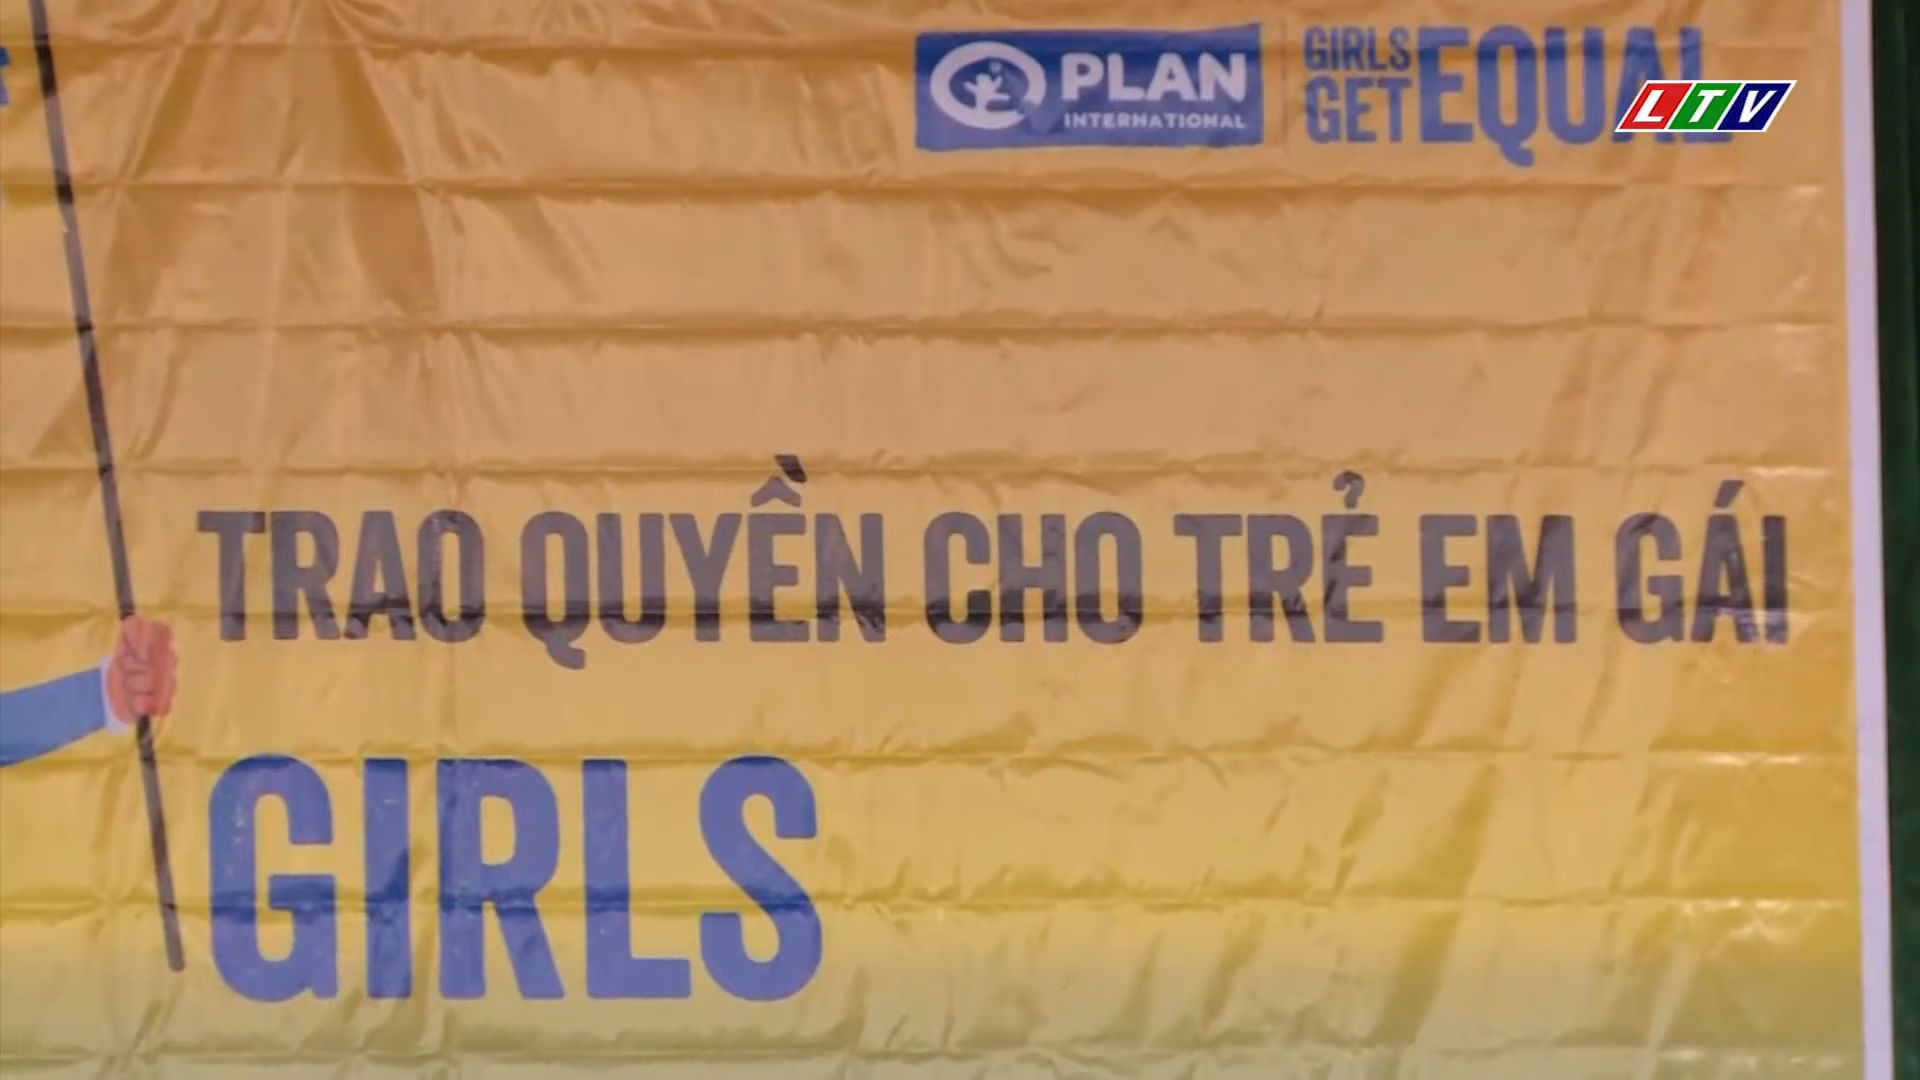 PLAN
INTERNATIONAL
GIRLS
GET EQUAL
LTV
TRAO QUYỀN CHO TRẺ EM GÁI
GIRLS